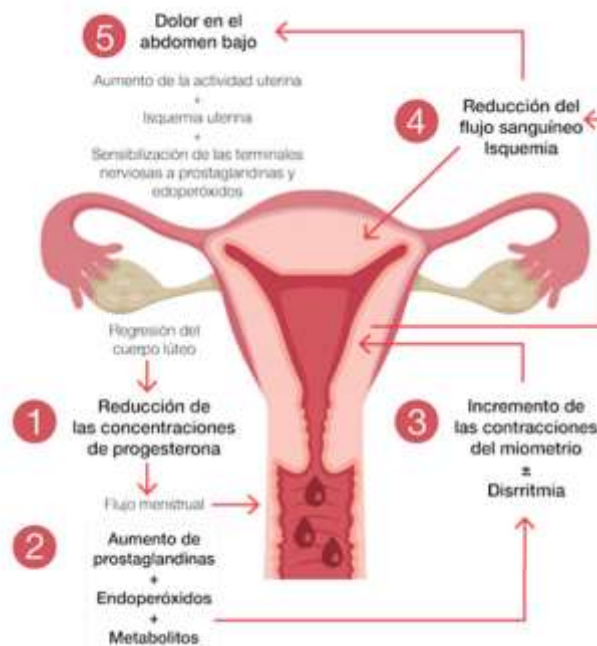 5
Dolor en el
abdomen bajo
Aumento de la actividad uterina
+
Isquemia uterina
+
Sensibilización de las terminales
nerviosas a prostaglandinas y
edoperóxidos
4
Reducción del
flujo sanguíneo
Isquemia
Regresión del
cuerpo lúteo
1
Reducción de
las concentraciones
de progesterona
Flujo menstrual
2
Aumento de
prostaglandinas
+
Endoperóxidos
+
Metabolitos
3
Incremento de
las contracciones
del miometrio
±
Disrritmia